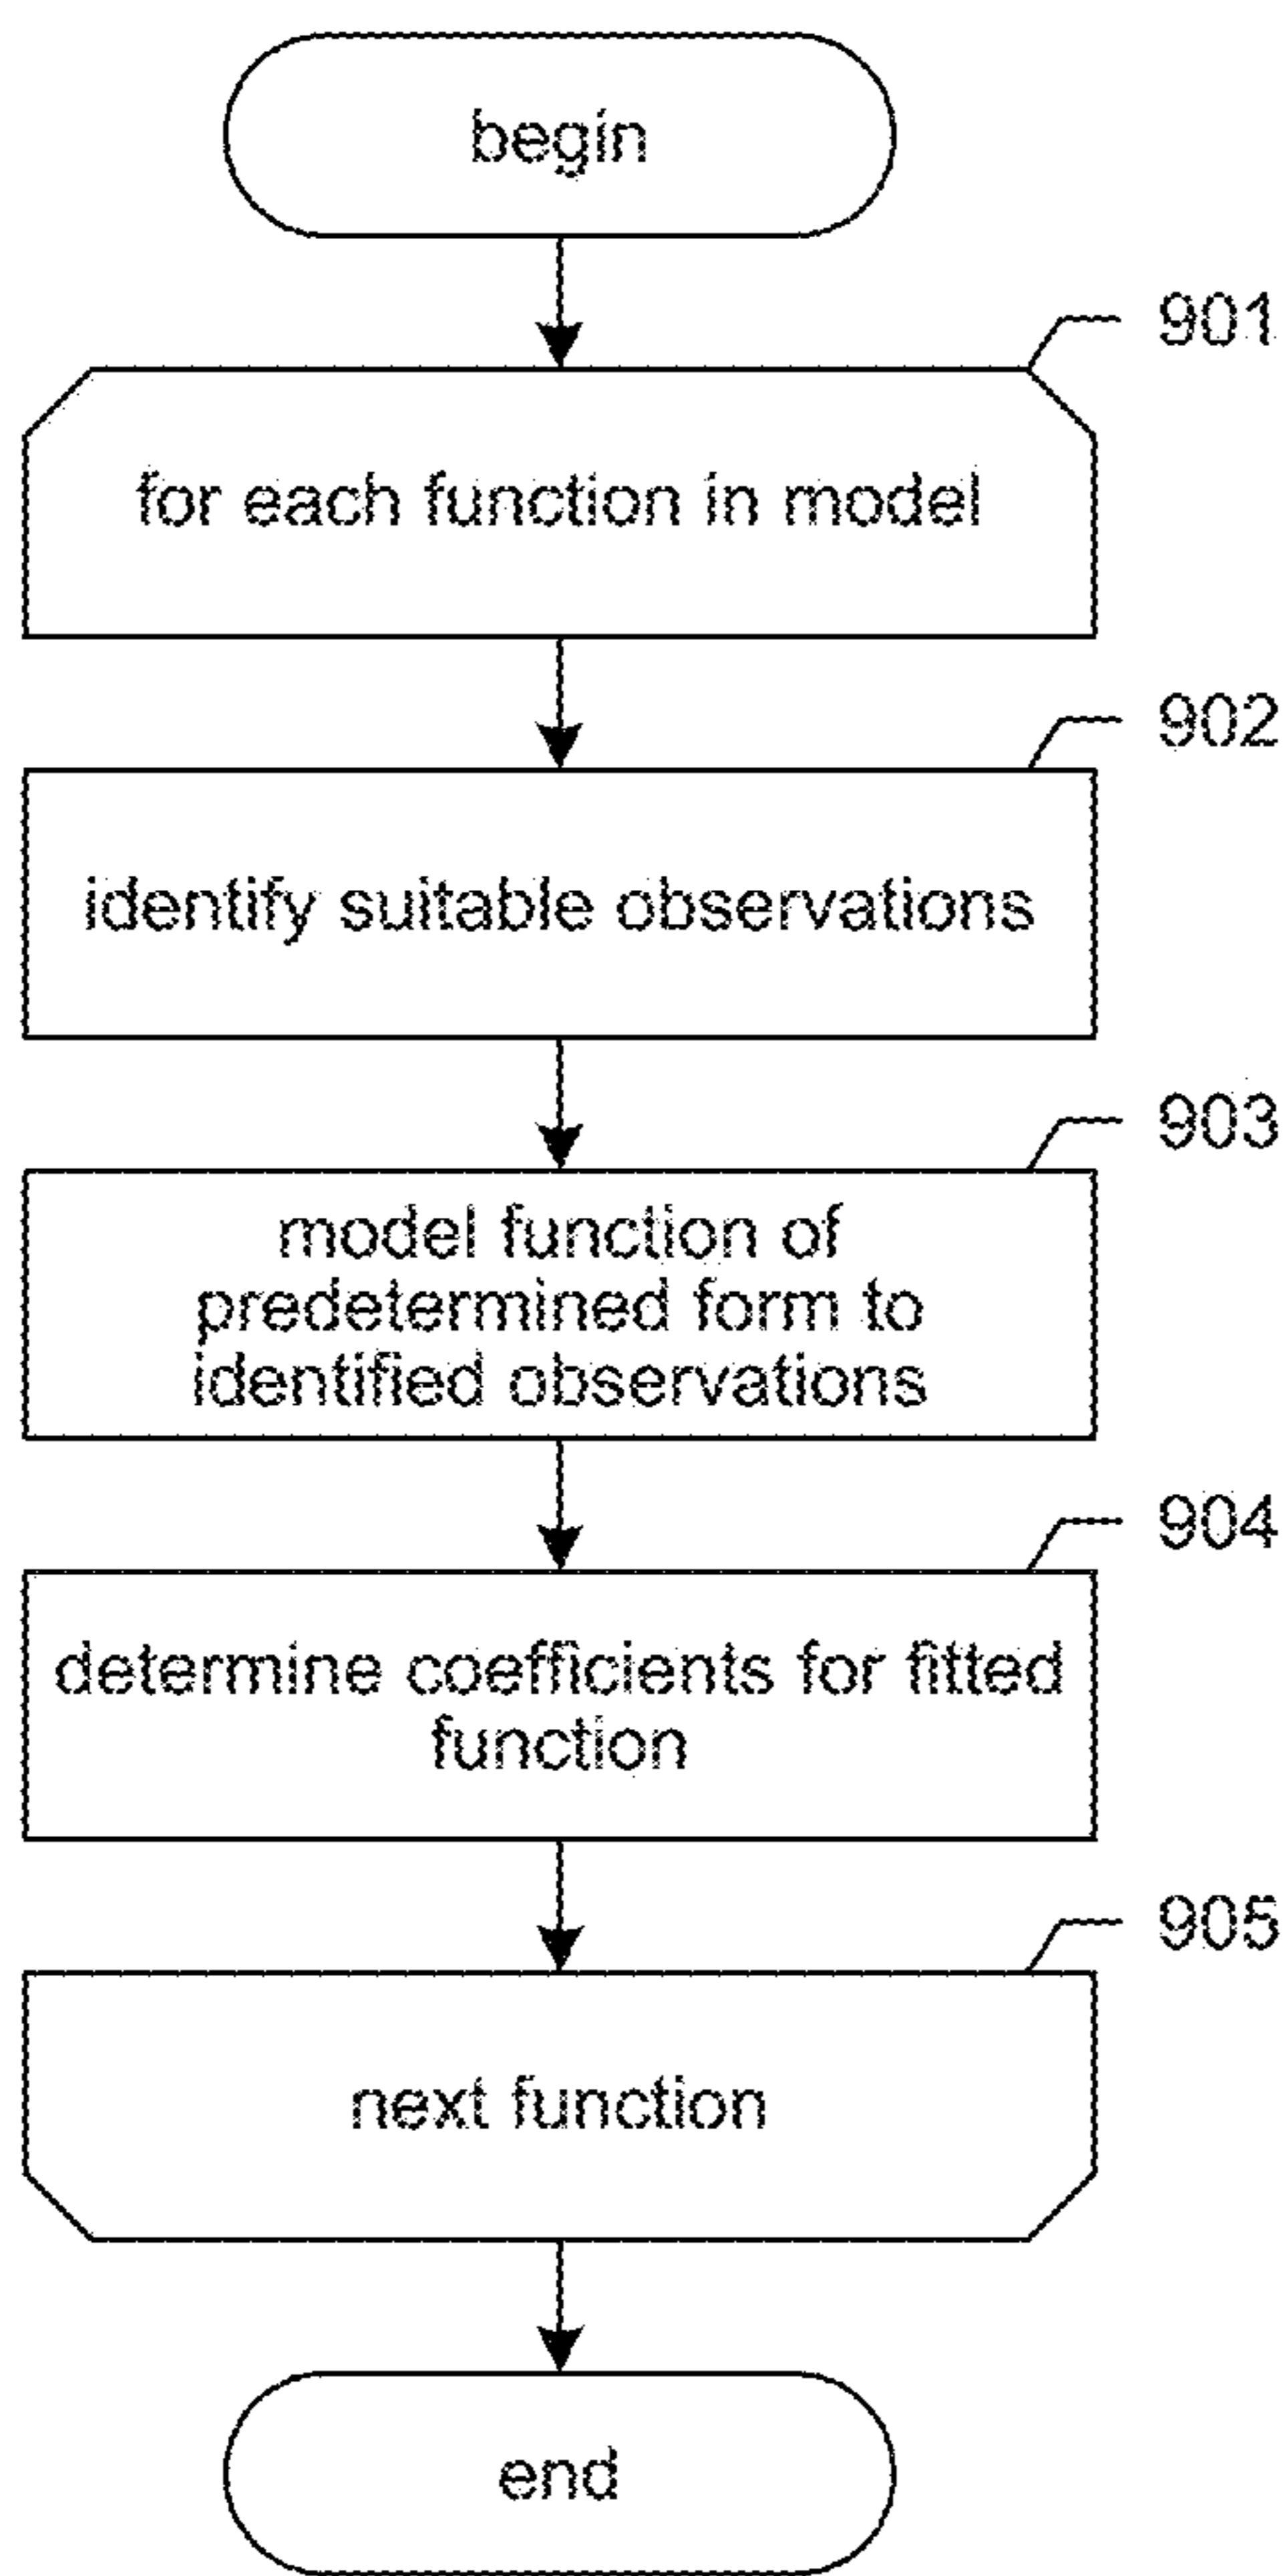 begin
901
for each function in model
902
identify suitable observations
903
model function of
predetermined form to
identified observations
904
determine coefficients for fitted
function
905
next function
end